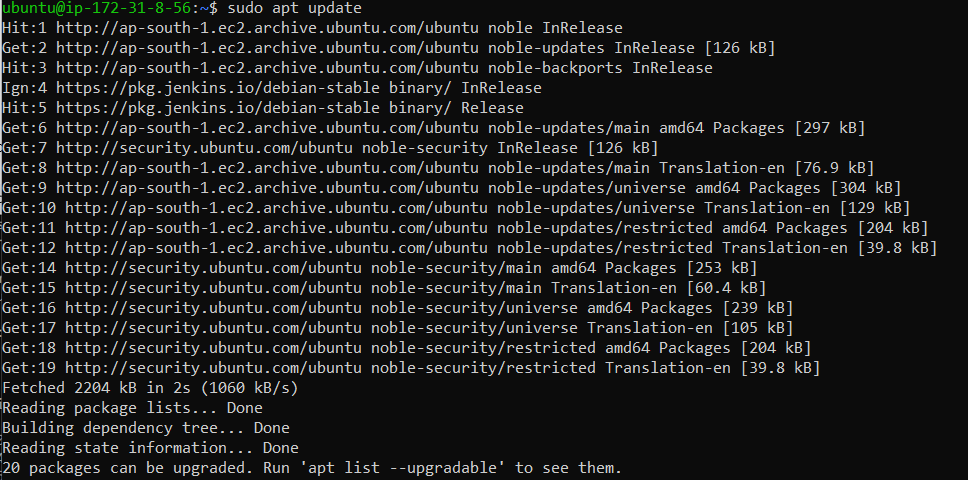 ubuntu@ip-172-31-8-56:~$ sudo apt update
Hit:1 http://ap-south-1.ec2.archive.ubuntu.com/ubuntu noble InRelease
Get:2 http://ap-south-1.ec2.archive.ubuntu.com/ubuntu noble-updates InRelease [126 kB]
Hit:3 http://ap-south-1.ec2.archive.ubuntu.com/ubuntu noble-backports InRelease
Ign:4 https://pkg.jenkins.io/debian-stable binary/ InRelease
Hit:5 https://pkg.jenkins.io/debian-stable binary/ Release
Get:6 http://ap-south-1.ec2.archive.ubuntu.com/ubuntu noble-updates/main amd64 Packages [297 kB]
Get:7 http://security.ubuntu.com/ubuntu noble-security InRelease [126 kB]
Get:8 http://ap-south-1.ec2.archive.ubuntu.com/ubuntu noble-updates/main Translation-en [76.9 kB]
Get:9 http://ap-south-1.ec2.archive.ubuntu.com/ubuntu noble-updates/universe amd64 Packages [304 kB]
Get:10 http://ap-south-1.ec2.archive.ubuntu.com/ubuntu noble-updates/universe Translation-en [129 kB]
Get:11 http://ap-south-1.ec2.archive.ubuntu.com/ubuntu noble-updates/restricted amd64 Packages [204 kB]
Get:12 http://ap-south-1.ec2.archive.ubuntu.com/ubuntu noble-updates/restricted Translation-en [39.8 kB]
Get:14 http://security.ubuntu.com/ubuntu noble-security/main amd64 Packages [253 kB]
Get:15 http://security.ubuntu.com/ubuntu noble-security/main Translation-en [60.4 kB]
Get:16 http://security.ubuntu.com/ubuntu noble-security/universe amd64 Packages [239 kB]
Get:17 http://security.ubuntu.com/ubuntu noble-security/universe Translation-en [105 kB]
Get:18 http://security.ubuntu.com/ubuntu noble-security/restricted amd64 Packages [204 kB]
Get:19 http://security.ubuntu.com/ubuntu noble-security/restricted Translation-en [39.8 kB]
Fetched 2204 kB in 2s (1060 kB/s)
Reading package lists... Done
Building dependency tree... Done
Reading state information... Done
20 packages can be upgraded. Run 'apt list --upgradable' to see them.